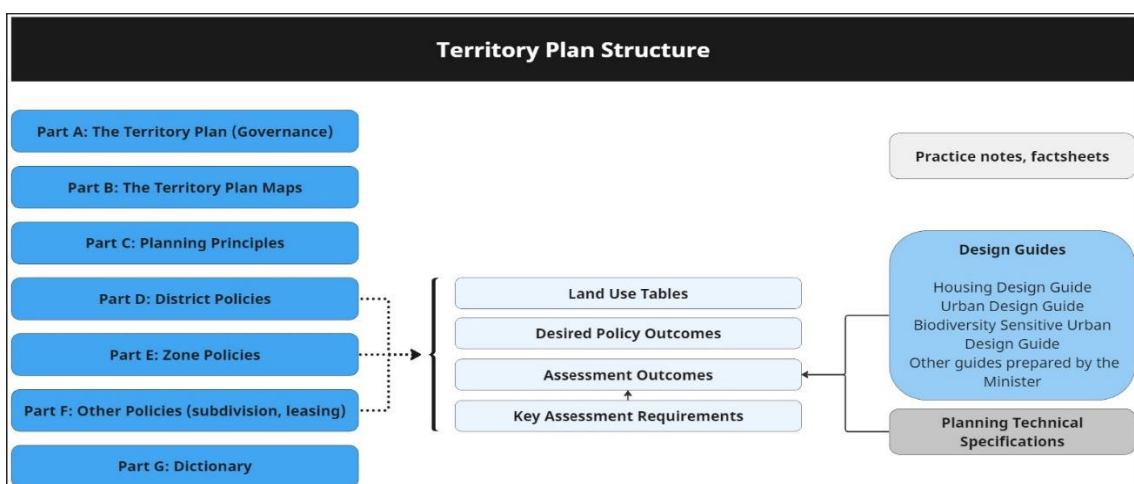 Territory Plan Structure
Part A: The Territory Plan (Governance)
Part B: The Territory Plan Maps
Part C: Planning Principles
Part D: District Policies
Part E: Zone Policies
Part F: Other Policies (subdivision, leasing)
Part G: Dictionary
Land Use Tables
Desired Policy Outcomes
Assessment Outcomes
Key Assessment Requirements
Practice notes, factsheets
Design Guides
Housing Design Guide
Urban Design Guide
Biodiversity Sensitive Urban
Design Guide
Other guides prepared by the
Minister
Planning Technical
Specifications